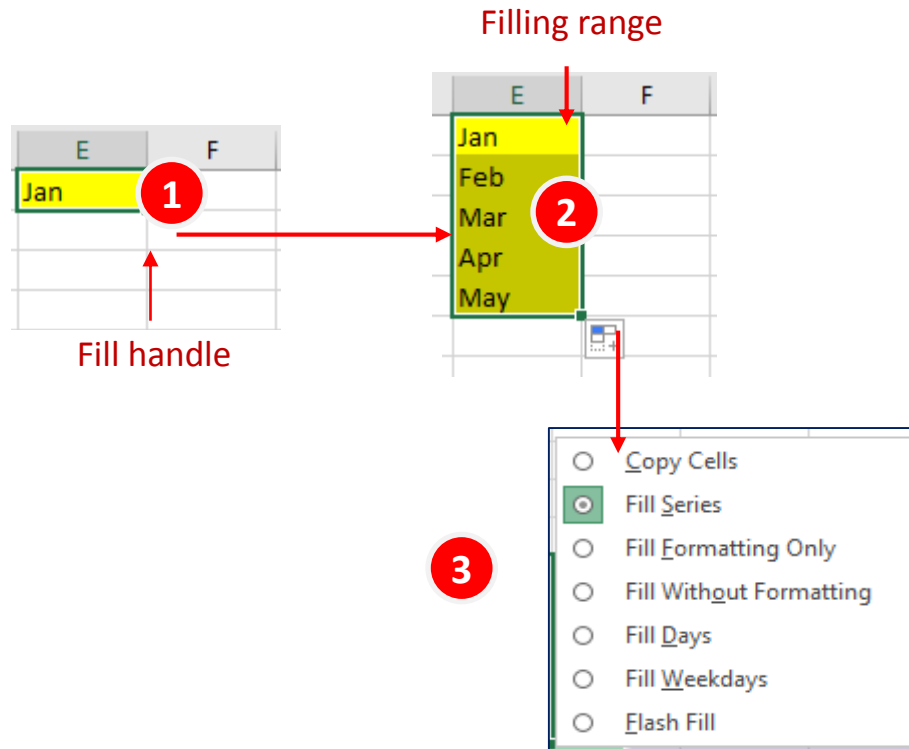 Filling range
E F
Jan
Feb
Mar
Apr
May
2
E F
Jan
1
Fill handle
3
Copy Cells
Fill Series
Fill Formatting Only
Fill Without Formatting
Fill Days
Fill Weekdays
Flash Fill